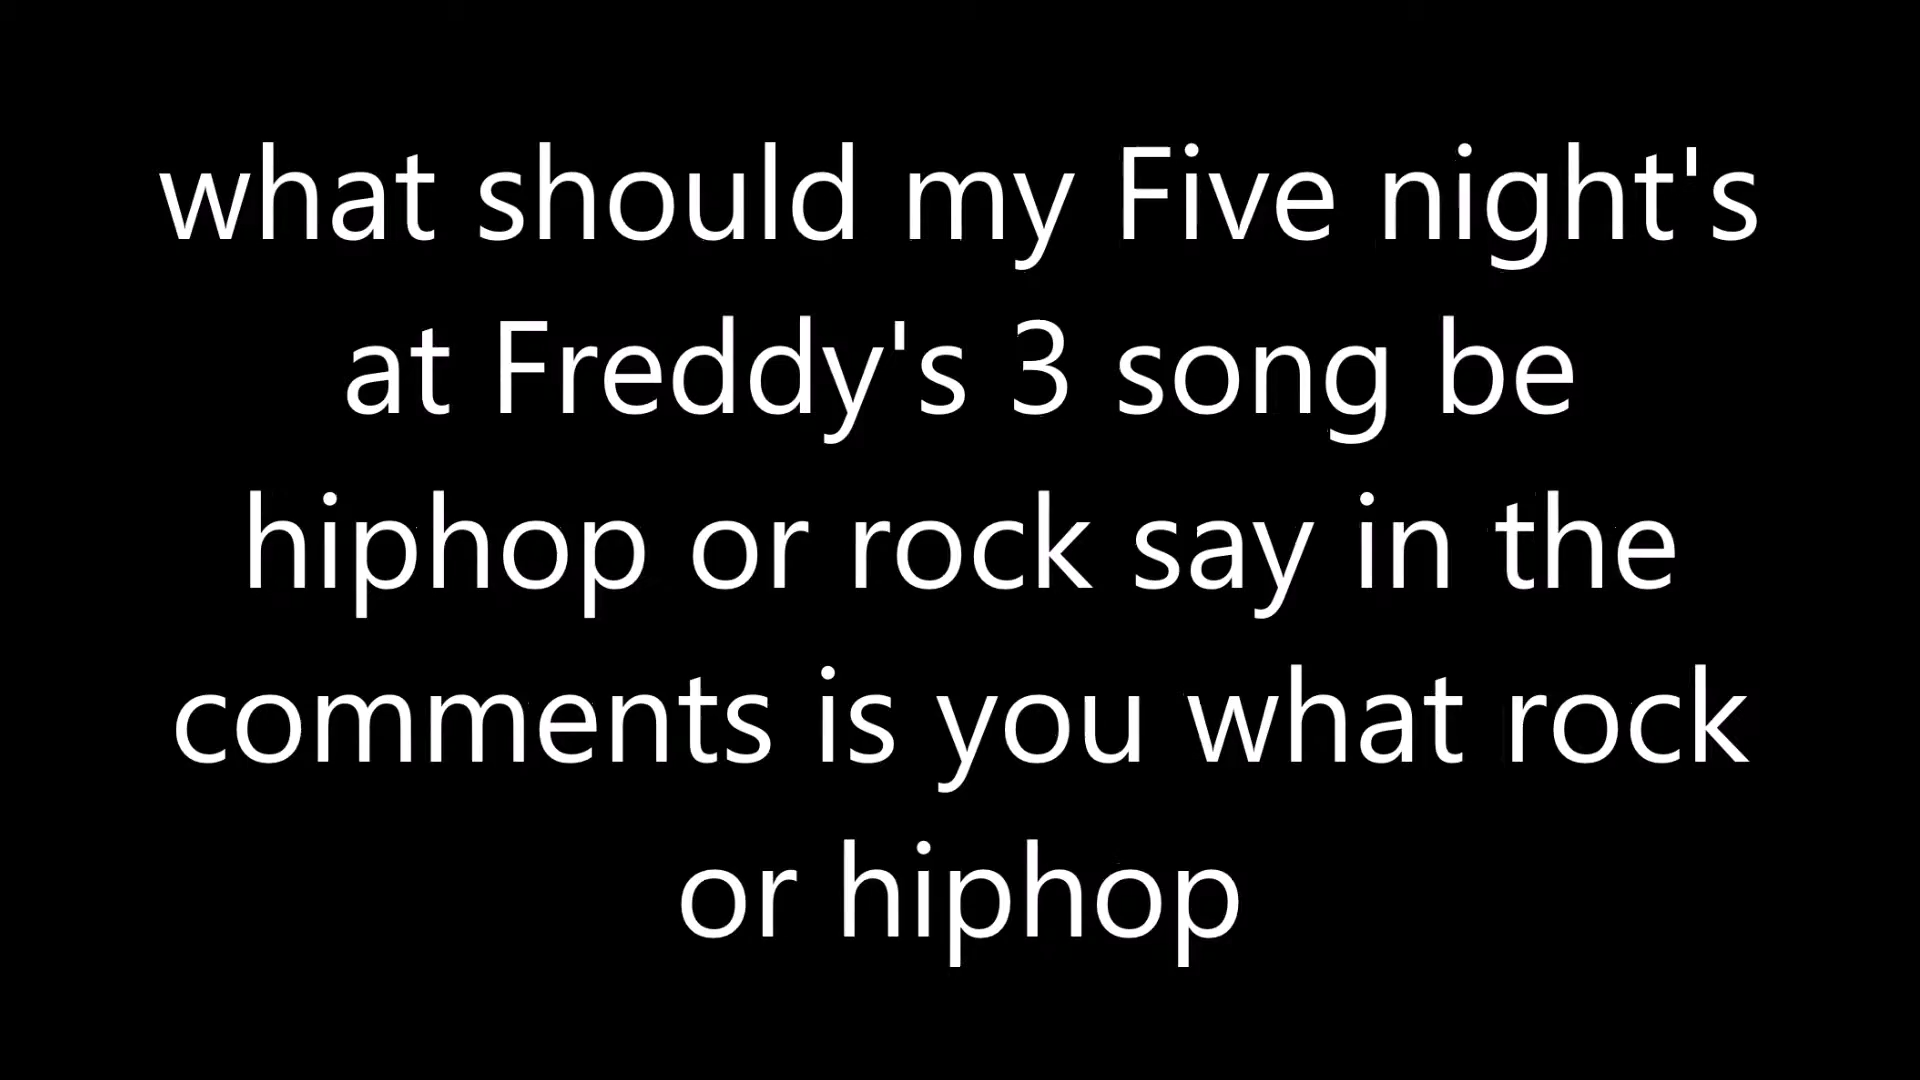 what should my Five night's
at Freddy's 3 song be
hiphop or rock say in the
comments is you what rock
or hiphop